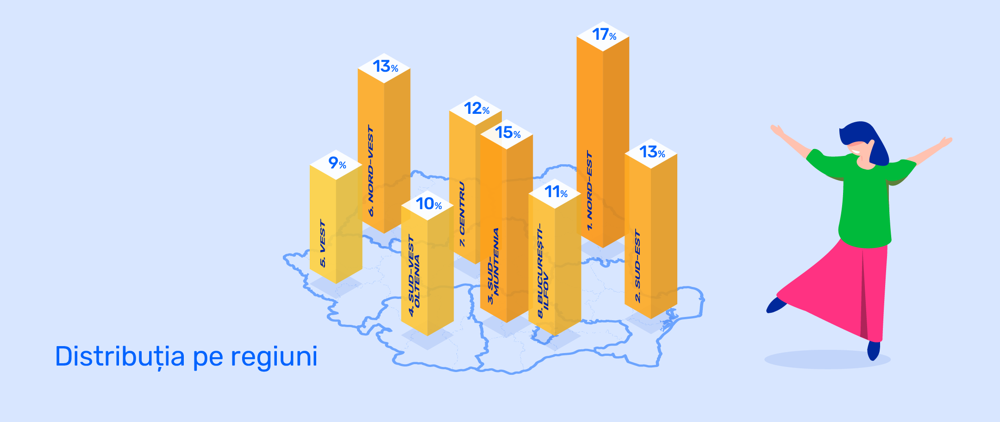 17%
13%
12%
15%
13%
9%
11%
10%
6. NORD-VEST
1. NORD-EST
7. CENTRU
5. VEST
3. SUD-
MUNTENIA
2. SUD-EST
4. SUD-VEST
OLTENIA
8. BUCUREȘTI-
ILFOV
Distribuția pe regiuni